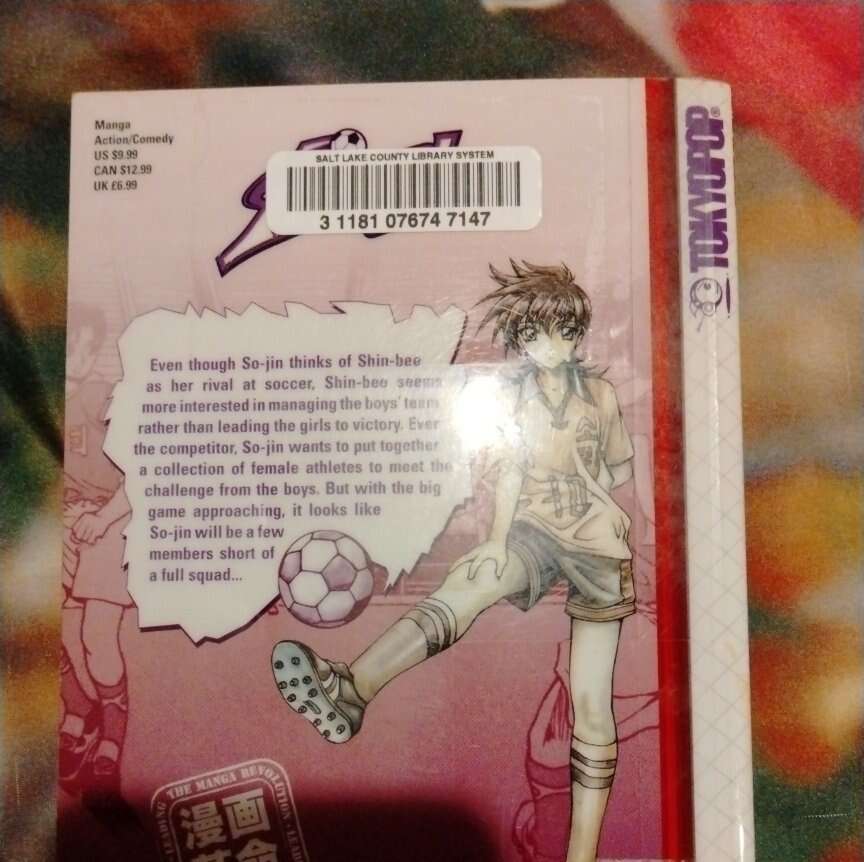 Manga
Action/Comedy
US $9.99
CAN $12.99
UK £6.99
SALT LAKE COUNTY LIBRARY SYSTEM
3 1181 07674 7147
TOKYOPOP®
Even though So-jin thinks of Shin-bee
as her rival at soccer, Shin-bee seems
more interested in managing the boys' team
rather than leading the girls to victory. Ever
the competitor, So-jin wants to put together
a collection of female athletes to meet the
challenge from the boys. But with the big
game approaching, it looks like
So-jin will be a few
members short of
a full squad...
10
LEADING THE MANGA REVOLUTION
漫画